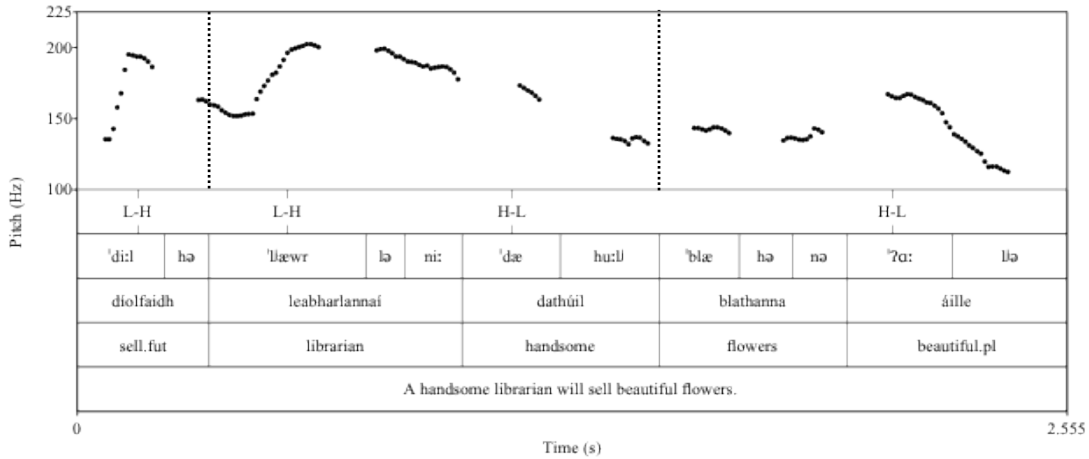 225
200
150
100
Pitch (Hz)
L-H L-H H-L H-L
ˈdiːl hə ˈlʲæwr lə niː ˈdæ huːlʲ ˈblæ hə nə ˈʔɑː lʲə
díolfaidh leabharlannaí dathúil blathanna áille
sell.fut librarian handsome flowers beautiful.pl
A handsome librarian will sell beautiful flowers.
0 2.555
Time (s)